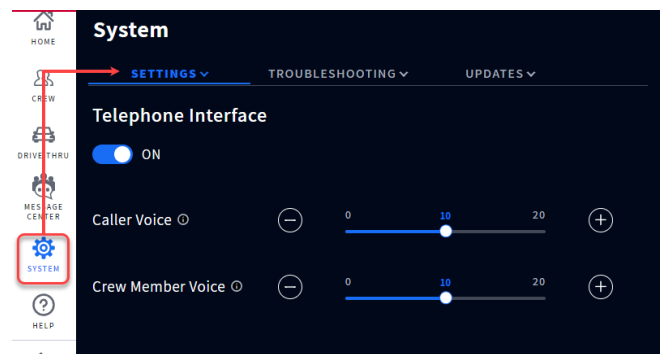 HOME
CREW
DRIVE THRU
MESSAGE
CENTER
SYSTEM
HELP
System
SETTINGS
TROUBLESHOOTING
UPDATES
Telephone Interface
ON
Caller Voice
0 10 20
Crew Member Voice
0 10 20